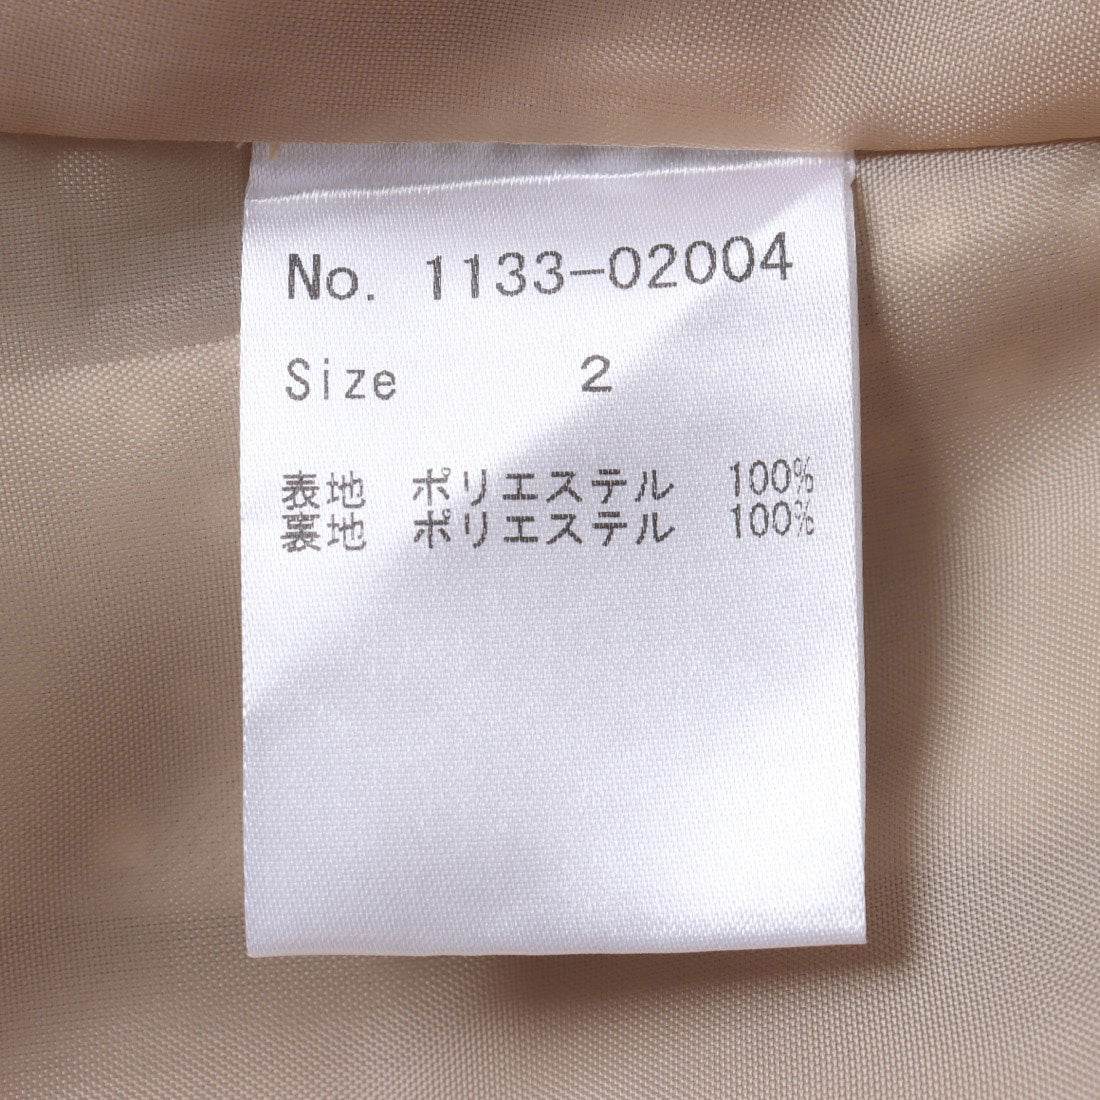 No. 1133-02004
Size 2
表地 ポリエステル 100%
裏地 ポリエステル 100%